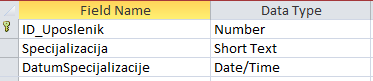 Field Name Data Type
ID_Uposlenik Number
Specijalizacija Short Text
DatumSpecijalizacije Date/Time